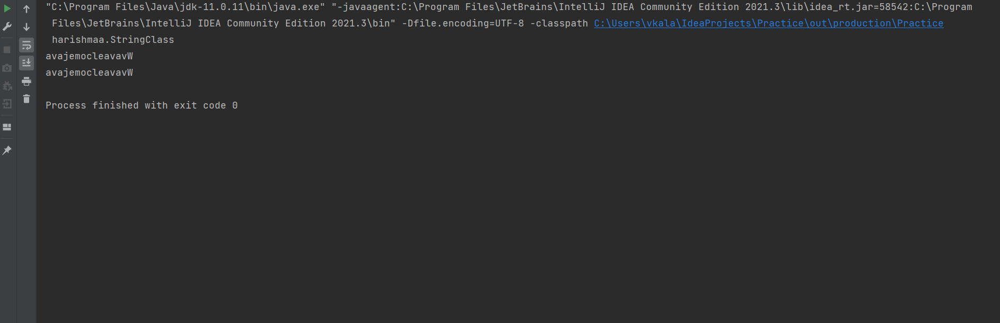 "C:\Program Files\Java\jdk-11.0.11\bin\java.exe" "-javaagent:C:\Program Files\JetBrains\IntelliJ IDEA Community Edition 2021.3\lib\idea_rt.jar=58542:C:\Program
Files\JetBrains\IntelliJ IDEA Community Edition 2021.3\bin" -Dfile.encoding=UTF-8 -classpath C:\Users\vkala\IdeaProjects\Practice\out\production\Practice
harishmaa.StringClass
avajemocleavavW
avajemocleavavW
Process finished with exit code 0